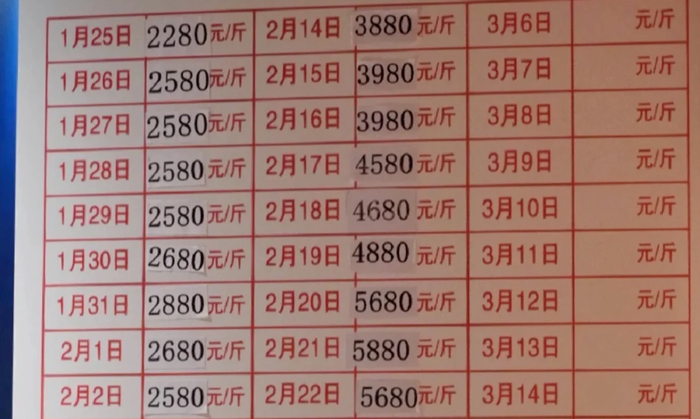 1月25日 2280元/斤 2月14日 3880元/斤 3月6日 元/斤
1月26日 2580元/斤 2月15日 3980元/斤 3月7日 元/斤
1月27日 2580元/斤 2月16日 3980元/斤 3月8日 元/斤
1月28日 2580元/斤 2月17日 4580元/斤 3月9日 元/斤
1月29日 2580元/斤 2月18日 4680元/斤 3月10日 元/斤
1月30日 2680元/斤 2月19日 4880元/斤 3月11日 元/斤
1月31日 2880元/斤 2月20日 5680元/斤 3月12日 元/斤
2月1日 2680元/斤 2月21日 5880元/斤 3月13日 元/斤
2月2日 2580元/斤 2月22日 5680元/斤 3月14日 元/斤